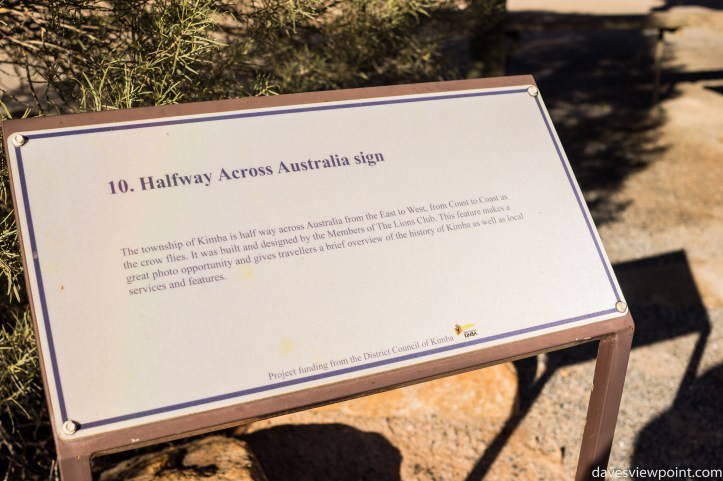 10. Halfway Across Australia sign
The township of Kimba is half way across Australia from the East to West, from Coast to Coast as
the crow flies. It was built and designed by the Members of The Lions Club. This feature makes a
great photo opportunity and gives travellers a brief overview of the history of Kimba as well as local
services and features.
Project funding from the District Council of Kimba
KIMBA
davesviewpoint.com